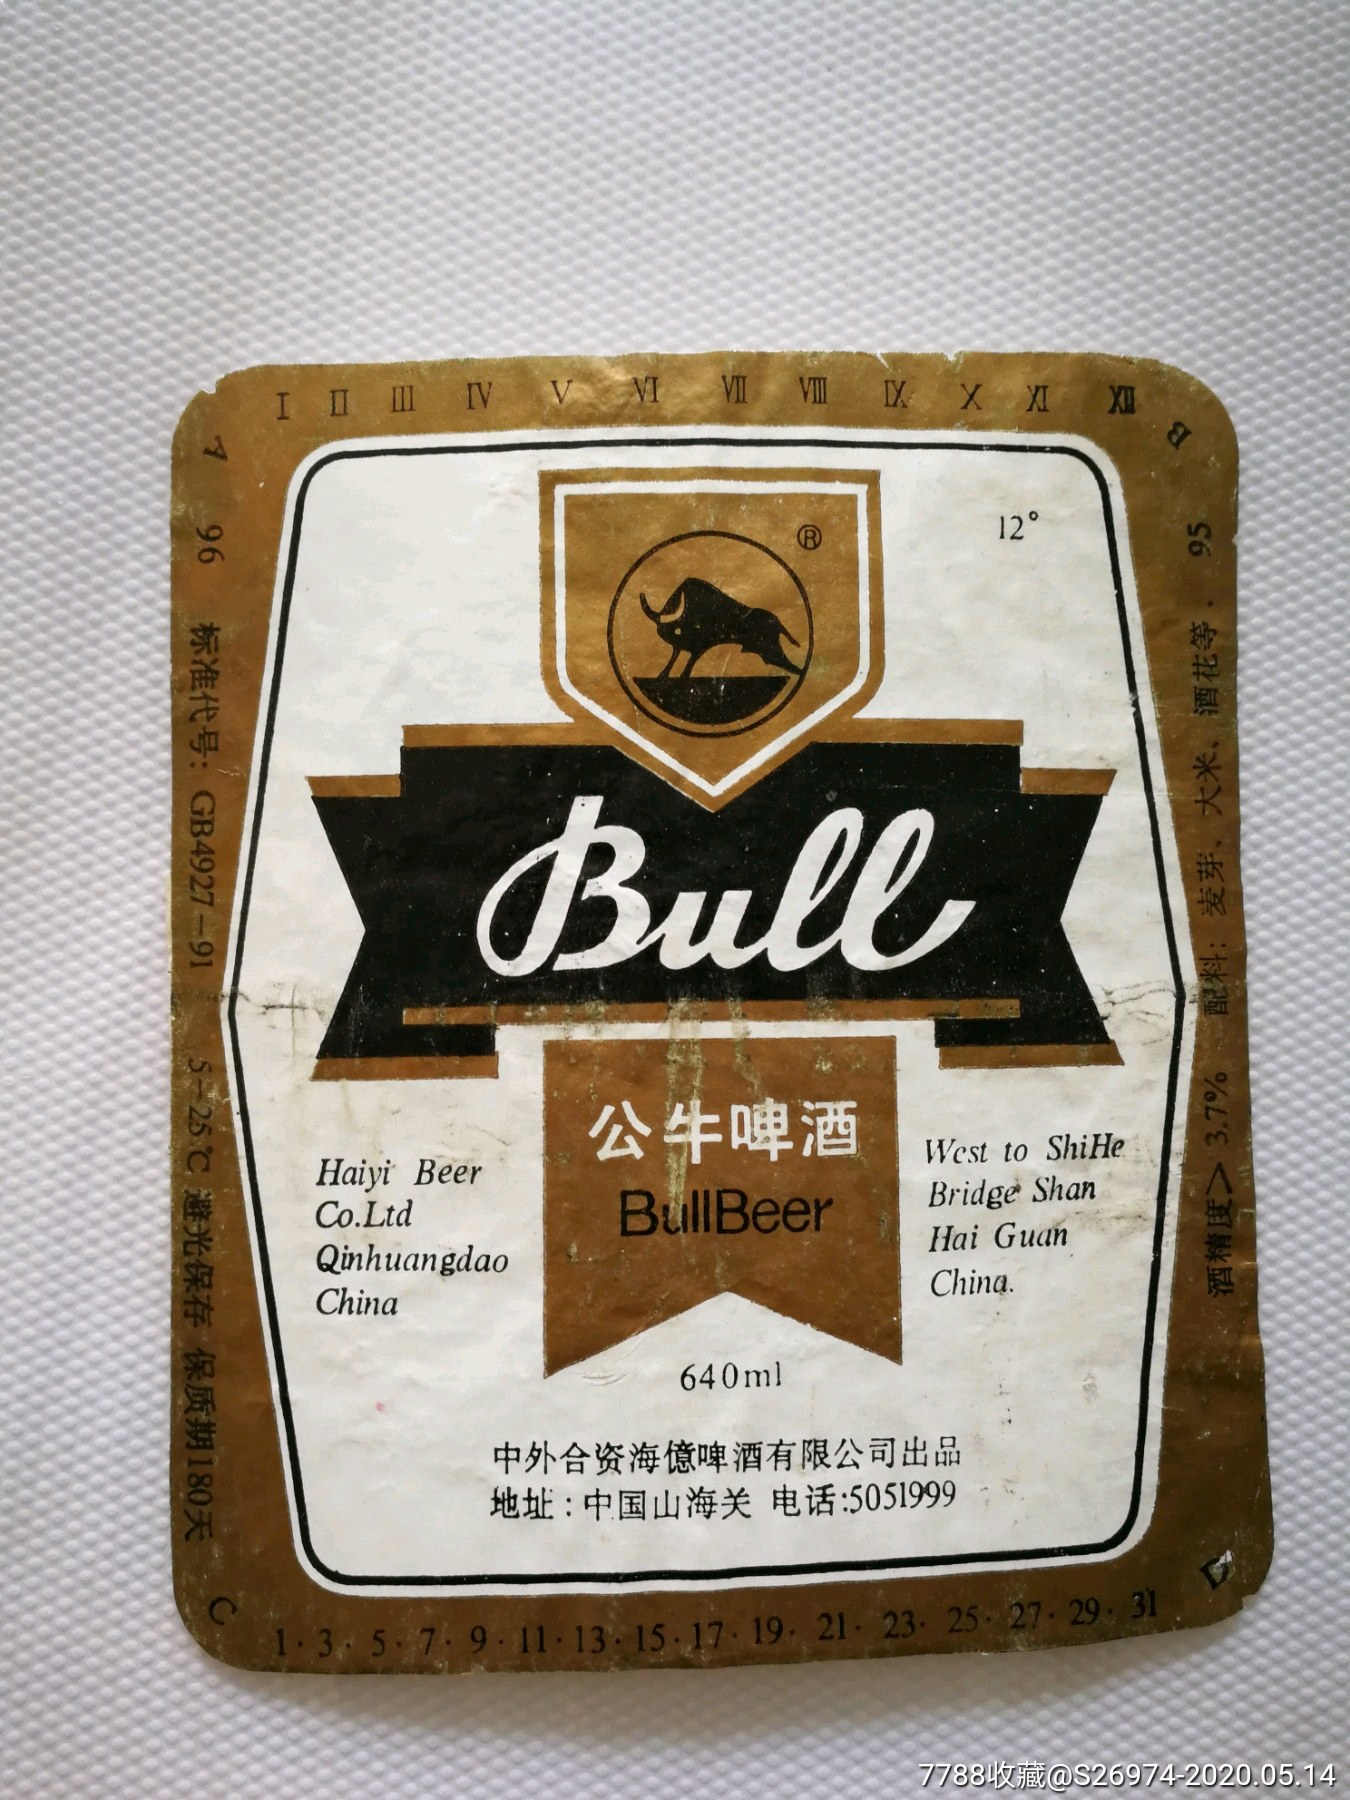 I II III IV V VI VII VIII IX X XI XII
A
B
96
95
12°
®
标准代号：GB4927-91 5-25℃ 避光保存 保质期180天
酒精度＞3.7% 配料：麦芽、大米、酒花等．
Bull
公牛啤酒
BullBeer
Haiyi Beer
Co.Ltd
Qinhuangdao
China
West to ShiHe
Bridge Shan
Hai Guan
China.
640ml
中外合资海億啤酒有限公司出品
地址：中国山海关 电话:5051999
C
D
1·3·5·7·9·11·13·15·17·19·21·23·25·27·29·31
7788收藏@S26974-2020.05.14